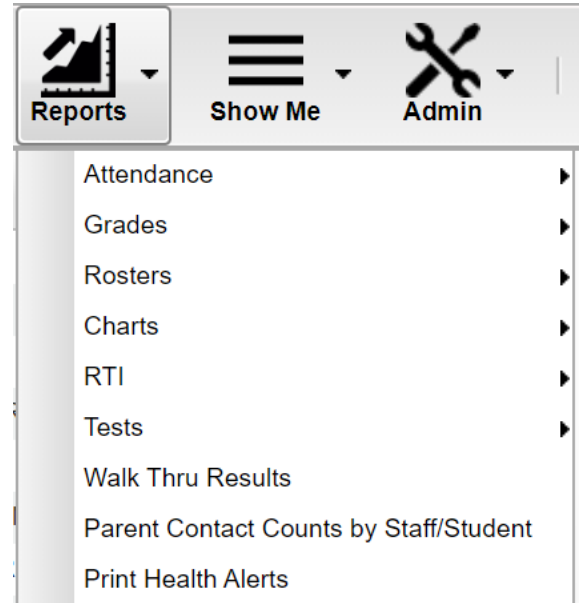 Reports Show Me Admin
Attendance
Grades
Rosters
Charts
RTI
Tests
Walk Thru Results
Parent Contact Counts by Staff/Student
Print Health Alerts